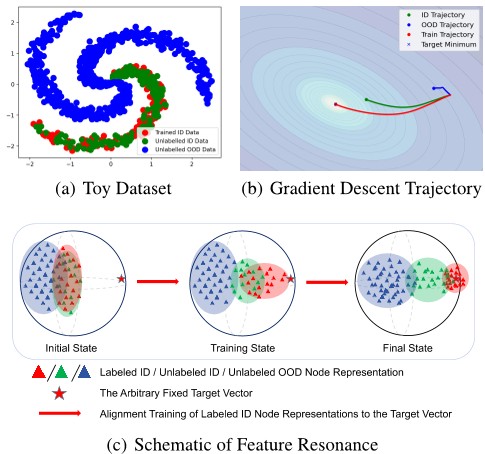 2
1
0
−1
−2
−2
−1
0
1
2
Trained ID Data
Unlabelled ID Data
Unlabelled OOD Data
ID Trajectory
OOD Trajectory
Train Trajectory
Target Minimum
(a) Toy Dataset
(b) Gradient Descent Trajectory
Initial State
Training State
Final State
/ / Labeled ID / Unlabeled ID / Unlabeled OOD Node Representation
The Arbitrary Fixed Target Vector
Alignment Training of Labeled ID Node Representations to the Target Vector
(c) Schematic of Feature Resonance